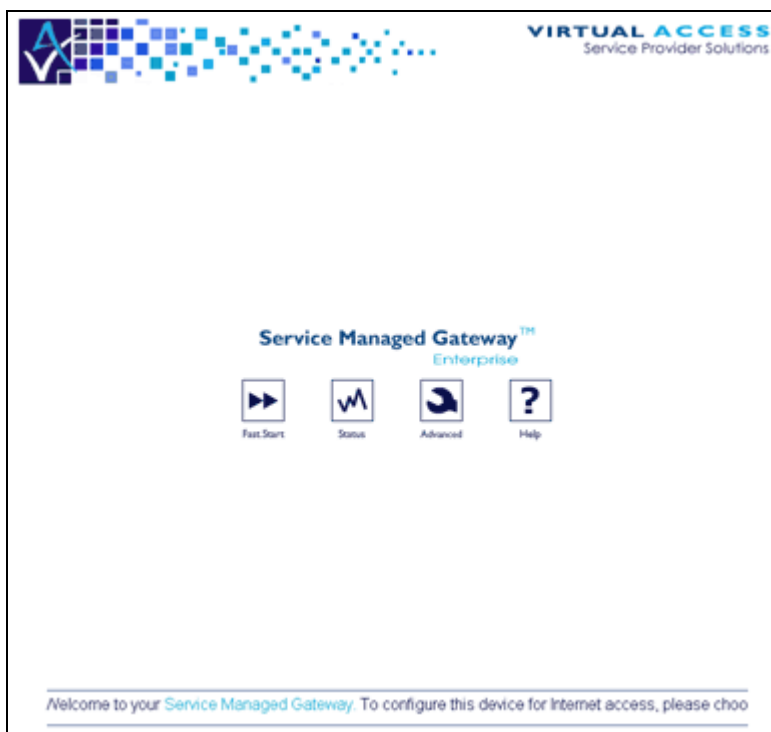 VIRTUAL ACCESS
Service Provider Solutions
Service Managed Gateway™
Enterprise
Fast.Start
Status
Advanced
?
Help
Welcome to your Service Managed Gateway. To configure this device for Internet access, please choo